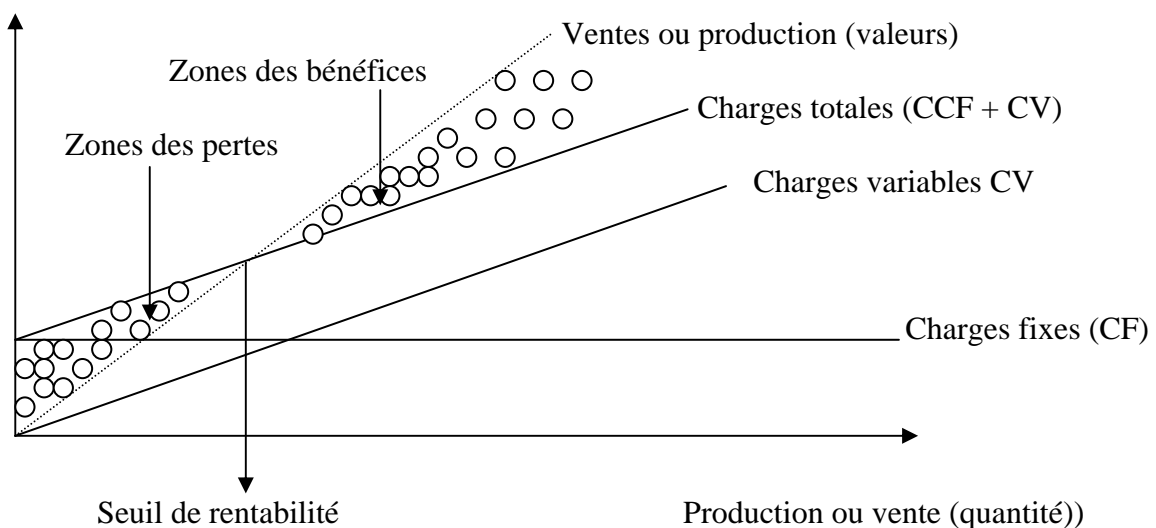 Ventes ou production (valeurs)
Zones des bénéfices
Charges totales (CCF + CV)
Zones des pertes
Charges variables CV
Charges fixes (CF)
Seuil de rentabilité
Production ou vente (quantité))